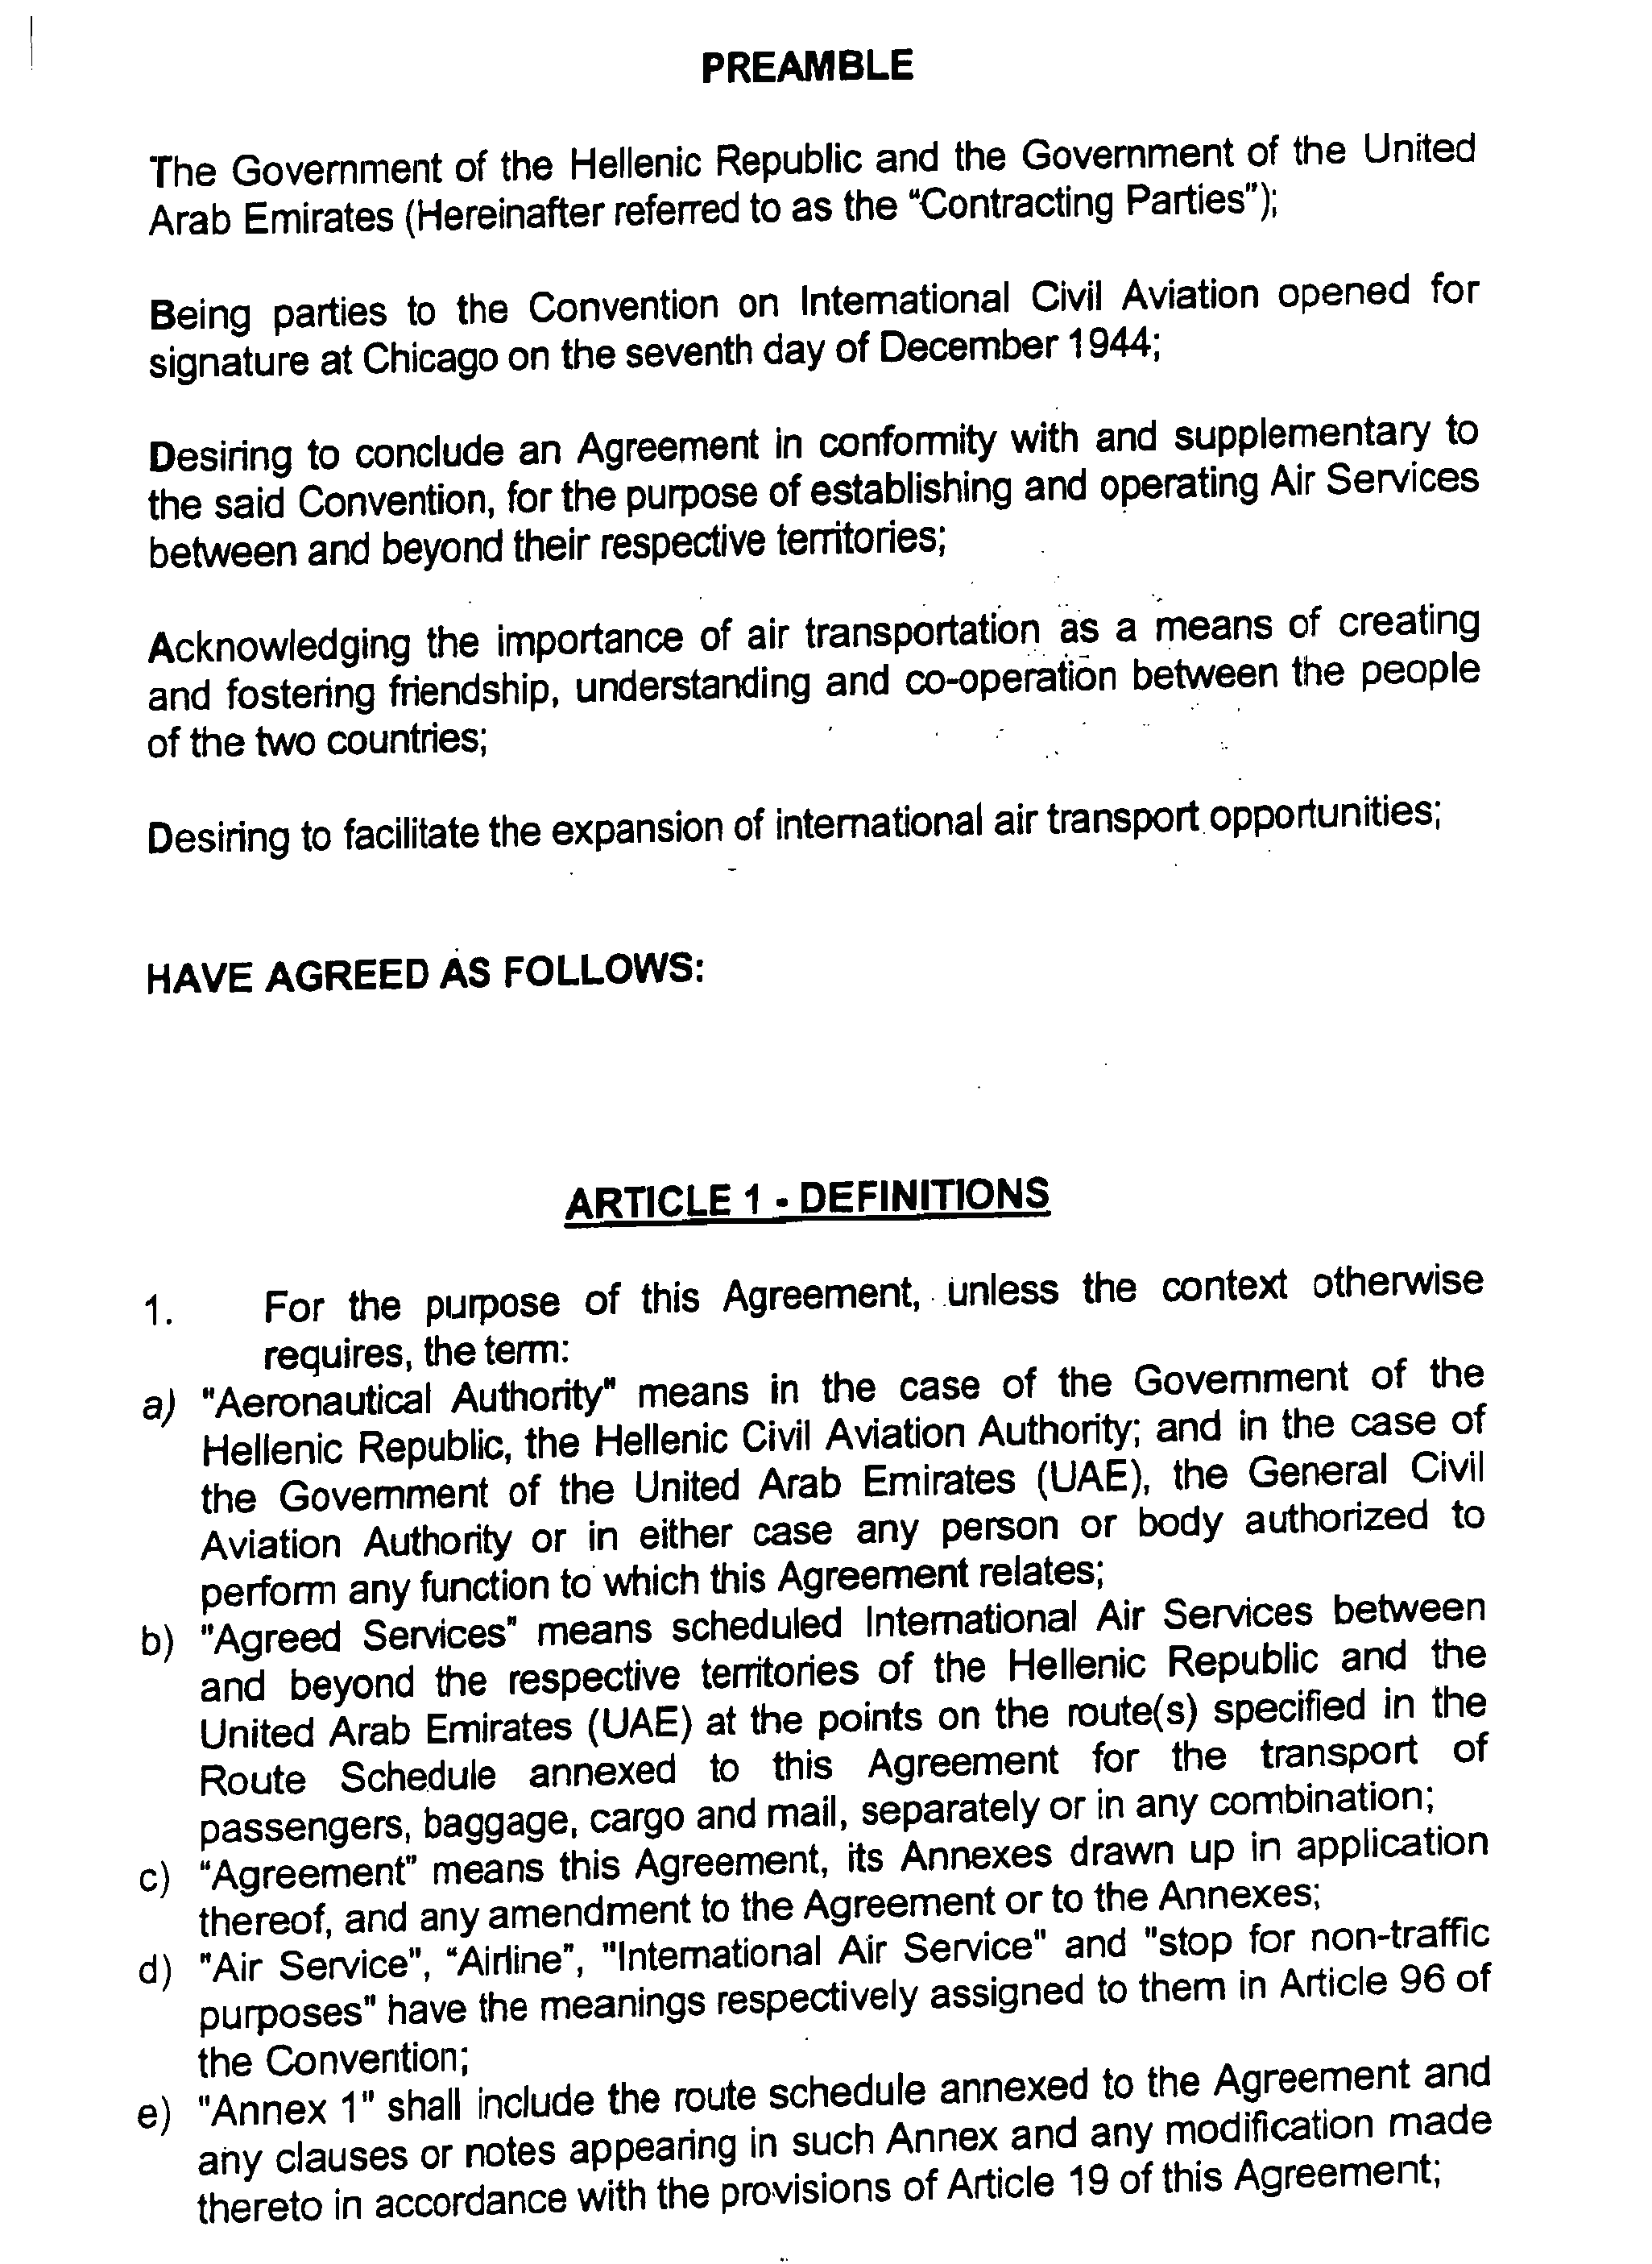 PREAMBLE
The Government of the Hellenic Republic and the Government of the United
Arab Emirates (Hereinafter referred to as the “Contracting Parties”);
Being parties to the Convention on International Civil Aviation opened for
signature at Chicago on the seventh day of December 1944;
Desiring to conclude an Agreement in conformity with and supplementary to
the said Convention, for the purpose of establishing and operating Air Services
between and beyond their respective territories;
Acknowledging the importance of air transportation as a means of creating
and fostering friendship, understanding and co-operation between the people
of the two countries;
Desiring to facilitate the expansion of international air transport opportunities;
HAVE AGREED AS FOLLOWS:
ARTICLE 1 - DEFINITIONS
1. For the purpose of this Agreement, unless the context otherwise
requires, the term:
a) "Aeronautical Authority" means in the case of the Government of the
Hellenic Republic, the Hellenic Civil Aviation Authority; and in the case of
the Government of the United Arab Emirates (UAE), the General Civil
Aviation Authority or in either case any person or body authorized to
perform any function to which this Agreement relates;
b) "Agreed Services" means scheduled International Air Services between
and beyond the respective territories of the Hellenic Republic and the
United Arab Emirates (UAE) at the points on the route(s) specified in the
Route Schedule annexed to this Agreement for the transport of
passengers, baggage, cargo and mail, separately or in any combination;
c) “Agreement” means this Agreement, its Annexes drawn up in application
thereof, and any amendment to the Agreement or to the Annexes;
d) "Air Service", “Airline”, "International Air Service" and "stop for non-traffic
purposes" have the meanings respectively assigned to them in Article 96 of
the Convention;
e) "Annex 1" shall include the route schedule annexed to the Agreement and
any clauses or notes appearing in such Annex and any modification made
thereto in accordance with the provisions of Article 19 of this Agreement;